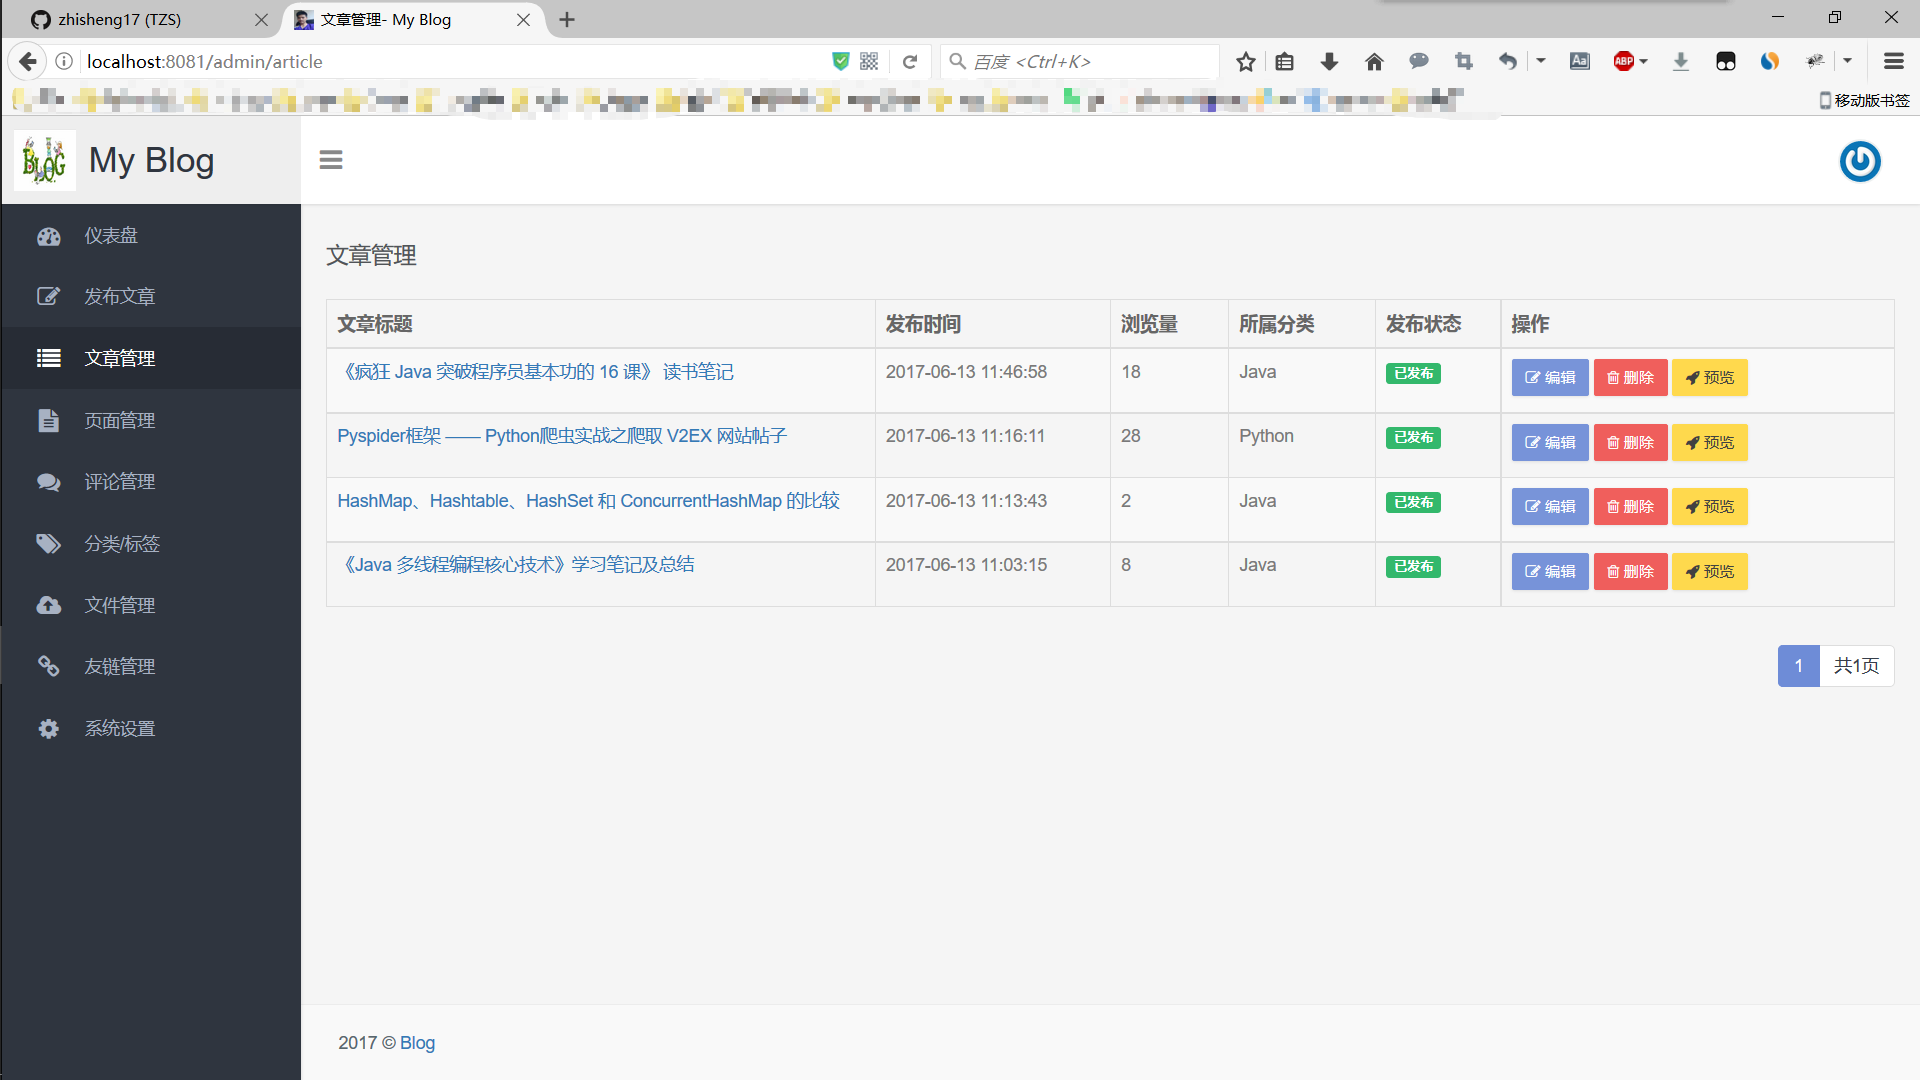 zhisheng17 (TZS)
文章管理- My Blog
localhost:8081/admin/article
百度 <Ctrl+K>
Aa
ABP
移动版书签
BLOG
My Blog
仪表盘
发布文章
文章管理
页面管理
评论管理
分类/标签
文件管理
友链管理
系统设置
文章管理
文章标题 发布时间 浏览量 所属分类 发布状态 操作
《疯狂 Java 突破程序员基本功的 16 课》 读书笔记 2017-06-13 11:46:58 18 Java 已发布 编辑 删除 预览
Pyspider框架 —— Python爬虫实战之爬取 V2EX 网站帖子 2017-06-13 11:16:11 28 Python 已发布 编辑 删除 预览
HashMap、Hashtable、HashSet 和 ConcurrentHashMap 的比较 2017-06-13 11:13:43 2 Java 已发布 编辑 删除 预览
《Java 多线程编程核心技术》学习笔记及总结 2017-06-13 11:03:15 8 Java 已发布 编辑 删除 预览
1 共1页
2017 © Blog